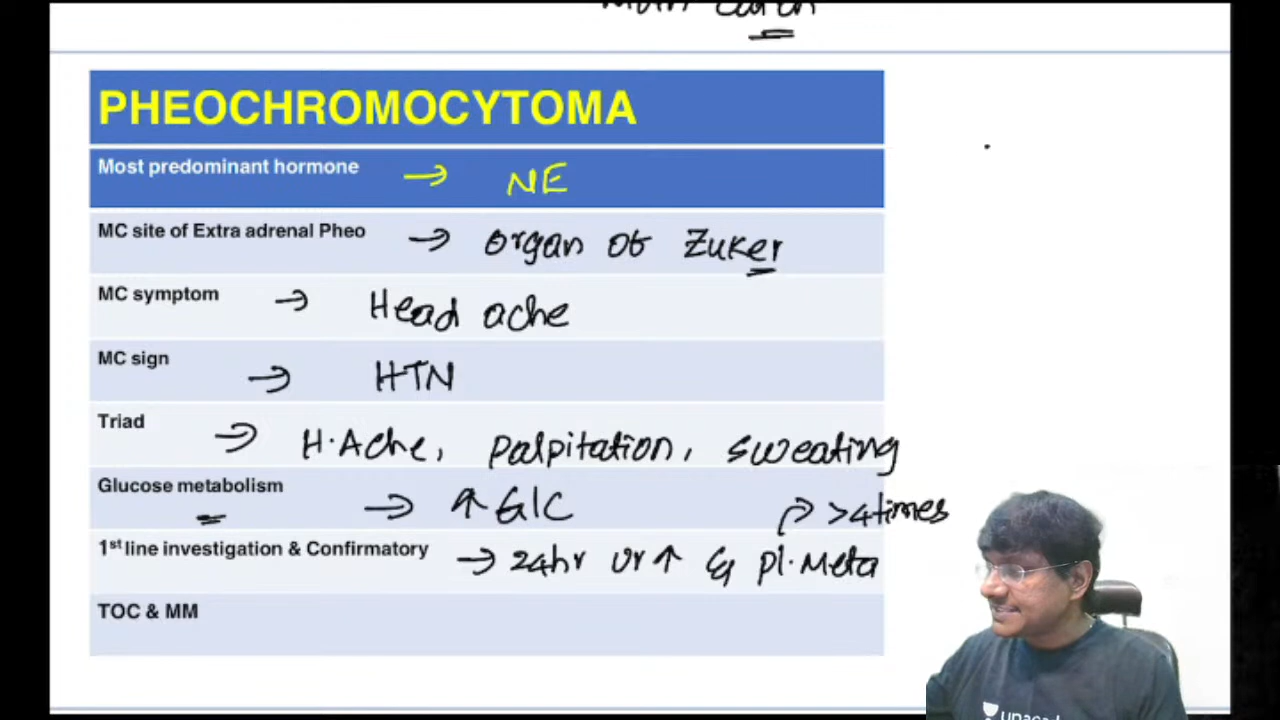 PHEOCHROMOCYTOMA
Most predominant hormone → NE
MC site of Extra adrenal Pheo → Organ of Zuker
MC symptom → Head ache
MC sign → HTN
Triad → H.Ache, palpitation, sweating
Glucose metabolism → ↑ GlC
>4times
1st line investigation & Confirmatory → 24hr Ur↑ & Pl.Meta
TOC & MM